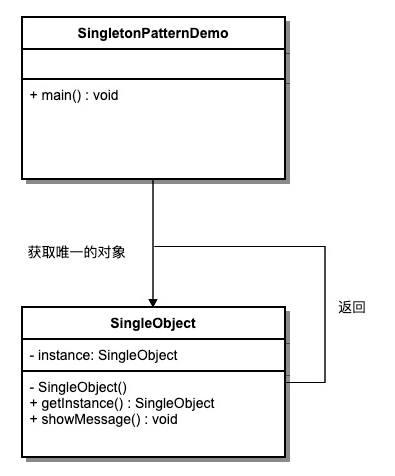 SingletonPatternDemo
+ main() : void
获取唯一的对象
返回
SingleObject
- instance: SingleObject
- SingleObject()
+ getInstance() : SingleObject
+ showMessage() : void